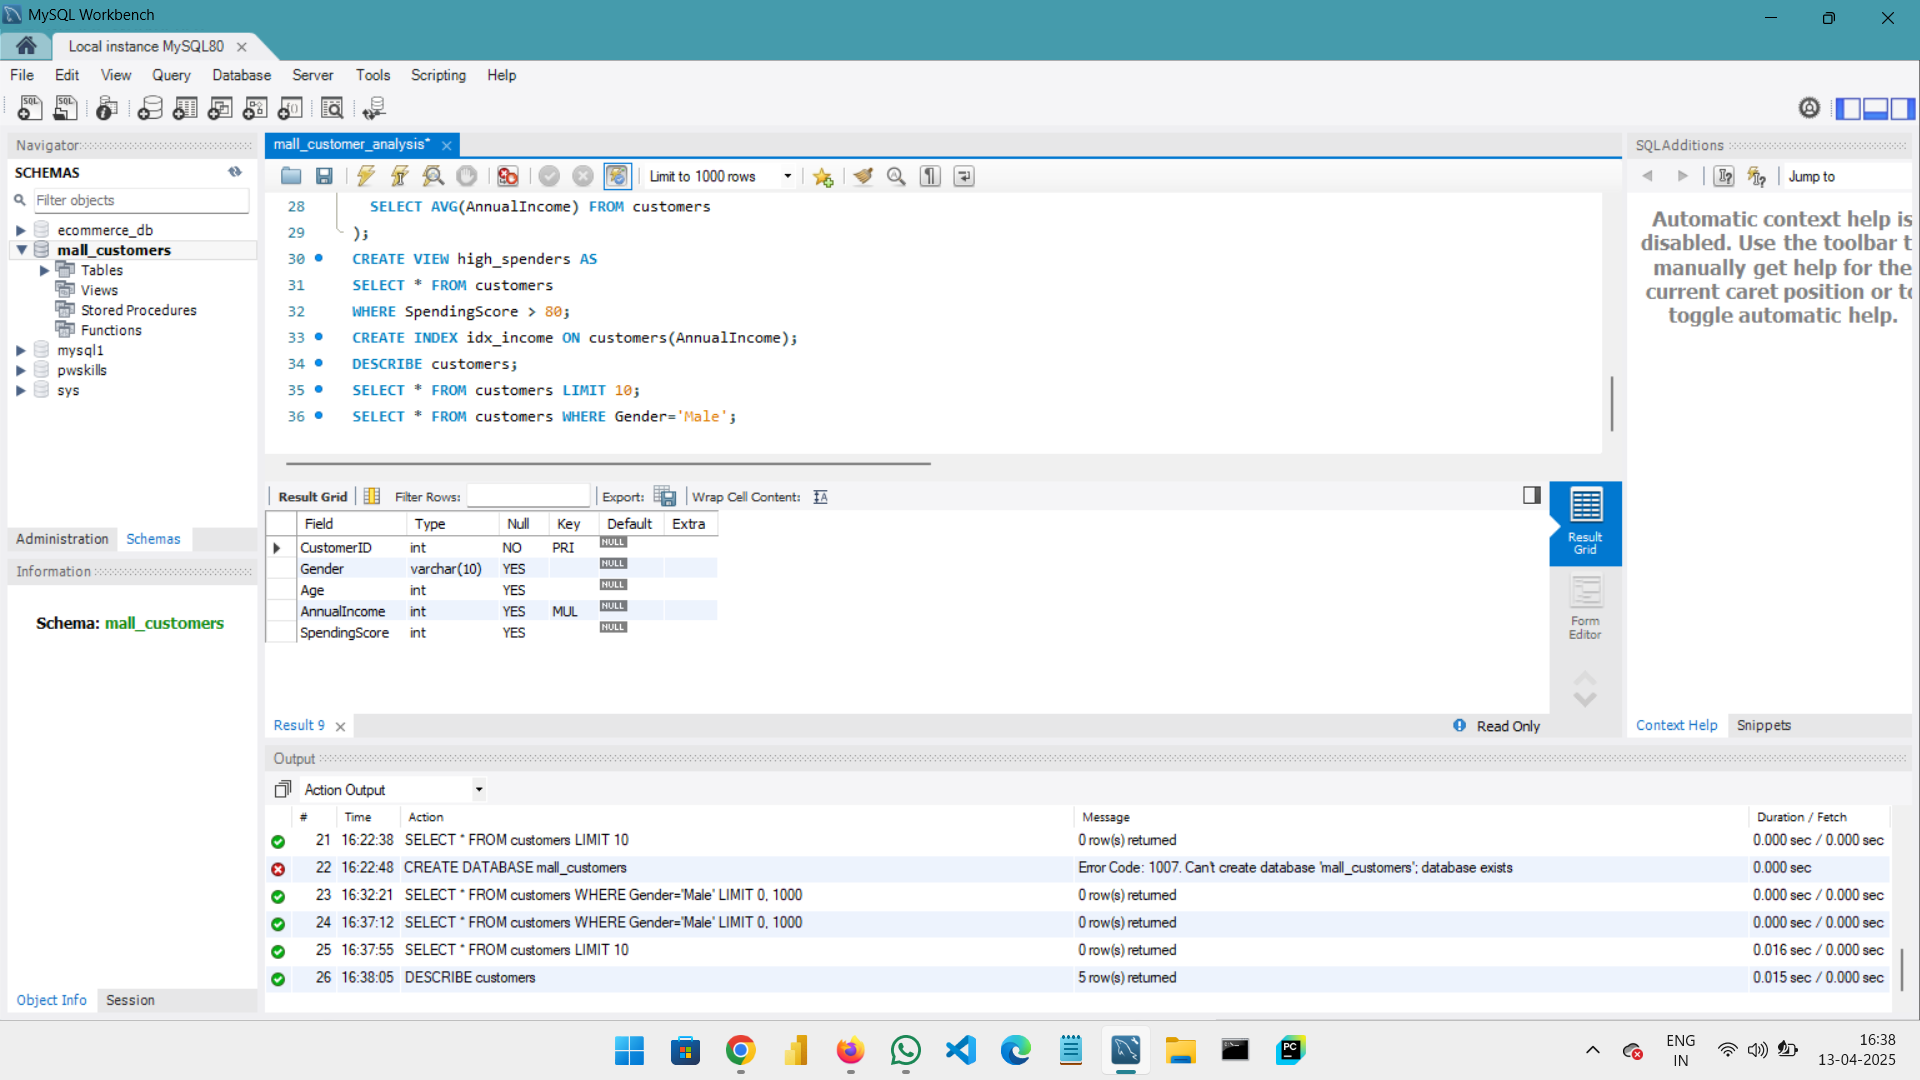 MySQL Workbench
Local instance MySQL80
File Edit View Query Database Server Tools Scripting Help
Navigator
SCHEMAS
Filter objects
ecommerce_db
mall_customers
Tables
Views
Stored Procedures
Functions
mysql1
pwskills
sys
Administration Schemas
Information
Schema: mall_customers
Object Info Session
mall_customer_analysis*
Limit to 1000 rows
28 SELECT AVG(AnnualIncome) FROM customers
29 );
30 CREATE VIEW high_spenders AS
31 SELECT * FROM customers
32 WHERE SpendingScore > 80;
33 CREATE INDEX idx_income ON customers(AnnualIncome);
34 DESCRIBE customers;
35 SELECT * FROM customers LIMIT 10;
36 SELECT * FROM customers WHERE Gender='Male';
Result Grid Filter Rows: Export: Wrap Cell Content:
Field Type Null Key Default Extra
CustomerID int NO PRI NULL
Gender varchar(10) YES NULL
Age int YES NULL
AnnualIncome int YES MUL NULL
SpendingScore int YES NULL
Result
Grid
Form
Editor
Result 9
Read Only
SQLAdditions
Jump to
Automatic context help is
disabled. Use the toolbar t
manually get help for the
current caret position or to
toggle automatic help.
Context Help Snippets
Output
Action Output
# Time Action Message Duration / Fetch
21 16:22:38 SELECT * FROM customers LIMIT 10 0 row(s) returned 0.000 sec / 0.000 sec
22 16:22:48 CREATE DATABASE mall_customers Error Code: 1007. Can't create database 'mall_customers'; database exists 0.000 sec
23 16:32:21 SELECT * FROM customers WHERE Gender='Male' LIMIT 0, 1000 0 row(s) returned 0.000 sec / 0.000 sec
24 16:37:12 SELECT * FROM customers WHERE Gender='Male' LIMIT 0, 1000 0 row(s) returned 0.000 sec / 0.000 sec
25 16:37:55 SELECT * FROM customers LIMIT 10 0 row(s) returned 0.016 sec / 0.000 sec
26 16:38:05 DESCRIBE customers 5 row(s) returned 0.015 sec / 0.000 sec
PC
ENG
IN
16:38
13-04-2025